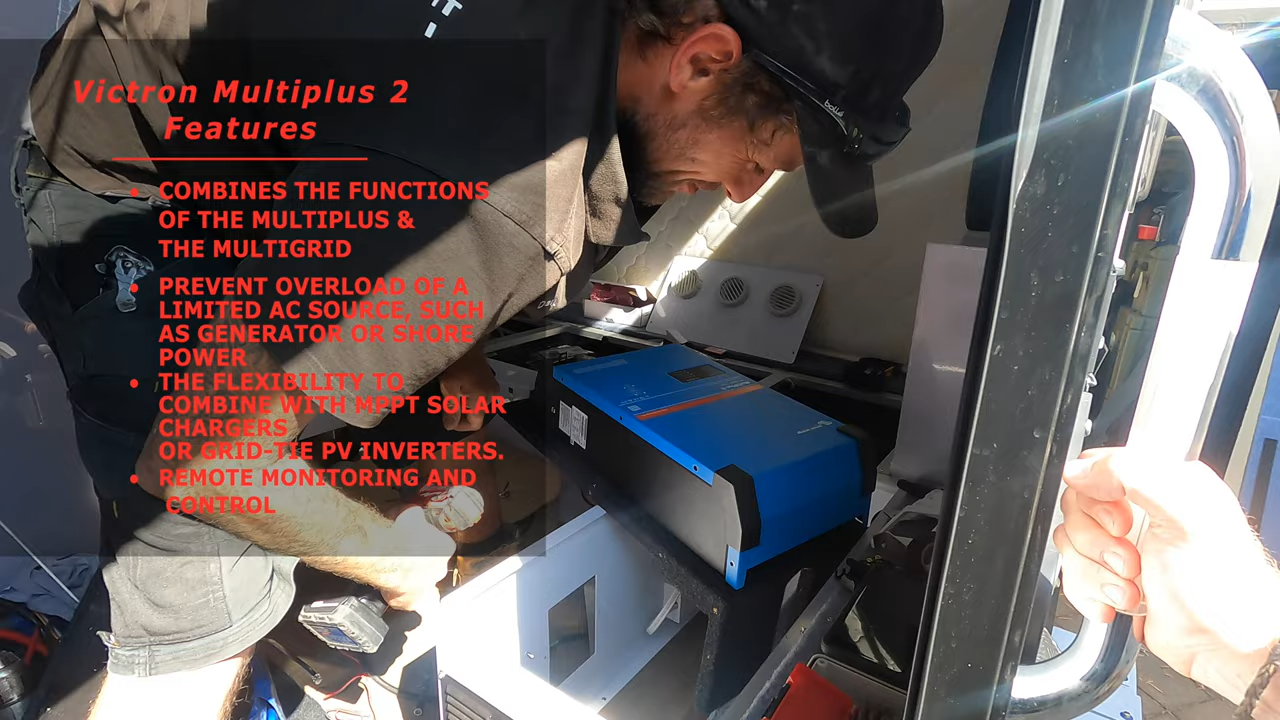 Victron Multiplus 2
Features
• COMBINES THE FUNCTIONS
OF THE MULTIPLUS &
THE MULTIGRID
• PREVENT OVERLOAD OF A
LIMITED AC SOURCE, SUCH
AS GENERATOR OR SHORE
POWER
• THE FLEXIBILITY TO
COMBINE WITH MPPT SOLAR
CHARGERS
OR GRID-TIE PV INVERTERS.
• REMOTE MONITORING AND
CONTROL
bollé